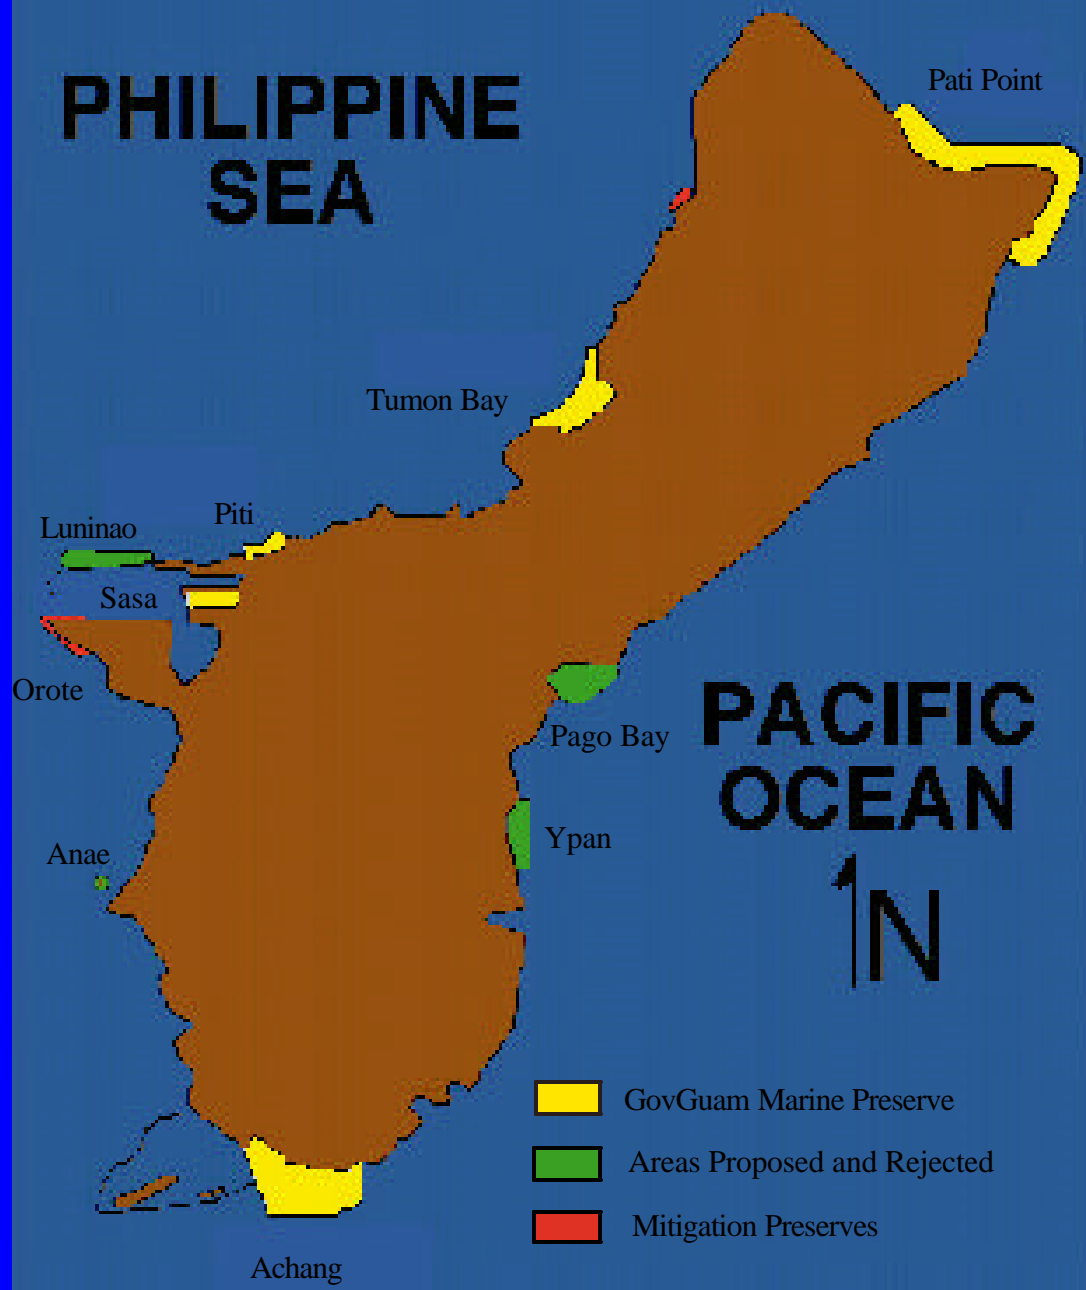 Pati Point
PHILIPPINE
SEA
Tumon Bay
Piti
Luninao
Sasa
Orote
Pago Bay
PACIFIC
OCEAN
Ypan
Anae
N
GovGuam Marine Preserve
Areas Proposed and Rejected
Mitigation Preserves
Achang